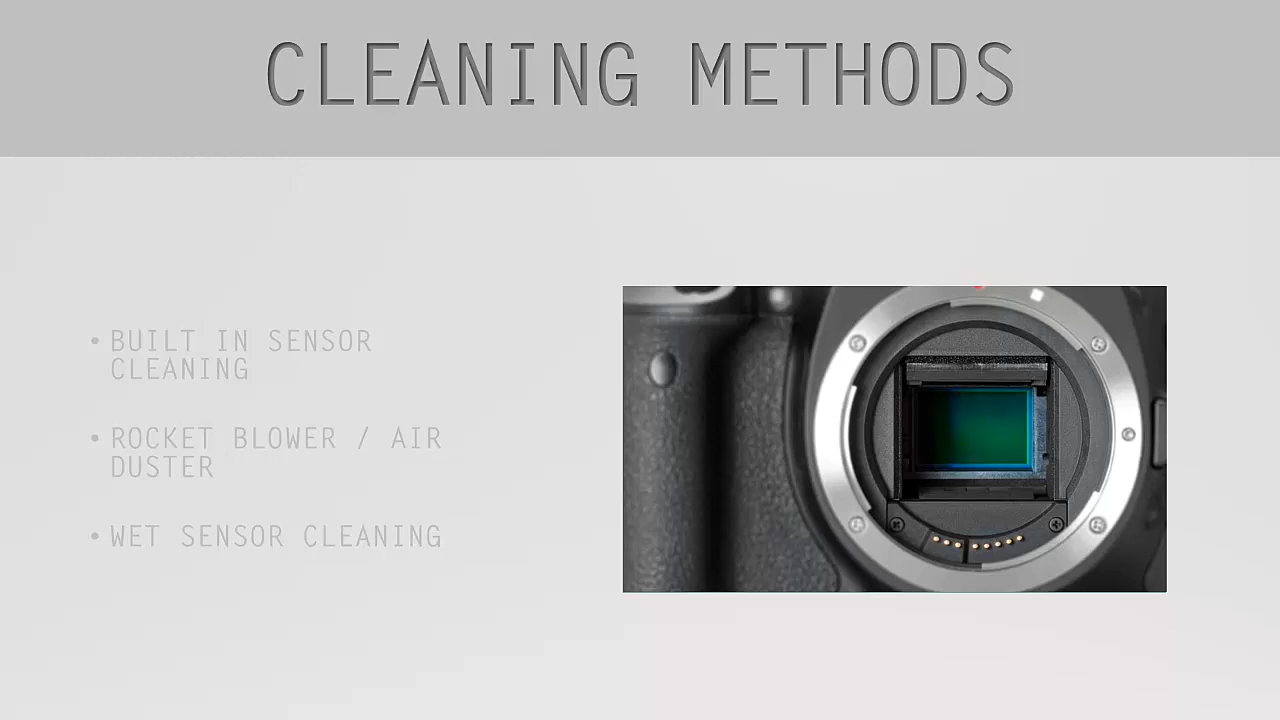 CLEANING METHODS
• BUILT IN SENSOR
CLEANING
• ROCKET BLOWER / AIR
DUSTER
• WET SENSOR CLEANING